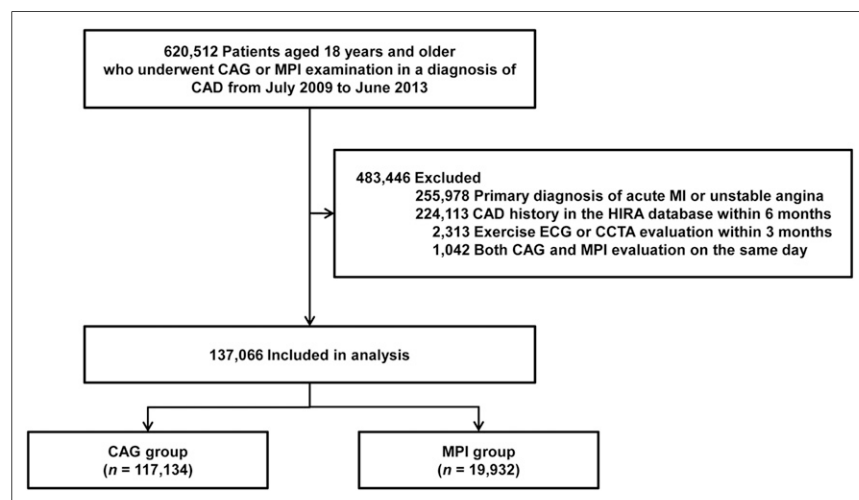 620,512 Patients aged 18 years and older
who underwent CAG or MPI examination in a diagnosis of
CAD from July 2009 to June 2013
483,446 Excluded
255,978 Primary diagnosis of acute MI or unstable angina
224,113 CAD history in the HIRA database within 6 months
2,313 Exercise ECG or CCTA evaluation within 3 months
1,042 Both CAG and MPI evaluation on the same day
137,066 Included in analysis
CAG group
(n = 117,134)
MPI group
(n = 19,932)